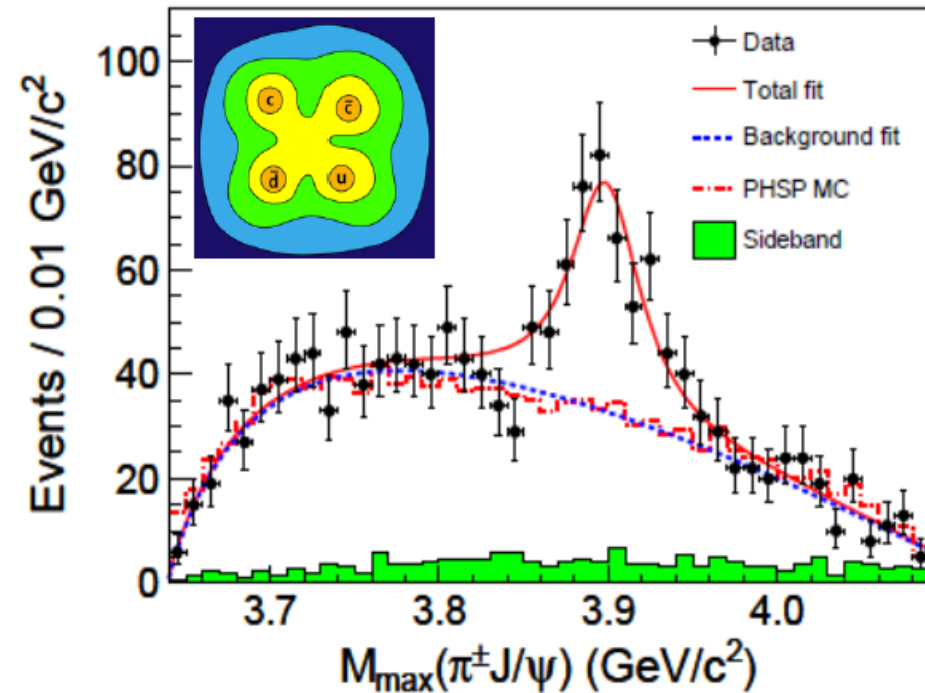 Events / 0.01 GeV/c²
100
80
60
40
20
0
3.7 3.8 3.9 4.0
M_max(π±J/ψ) (GeV/c²)
c c̄
d̄ u
Data
Total fit
Background fit
PHSP MC
Sideband